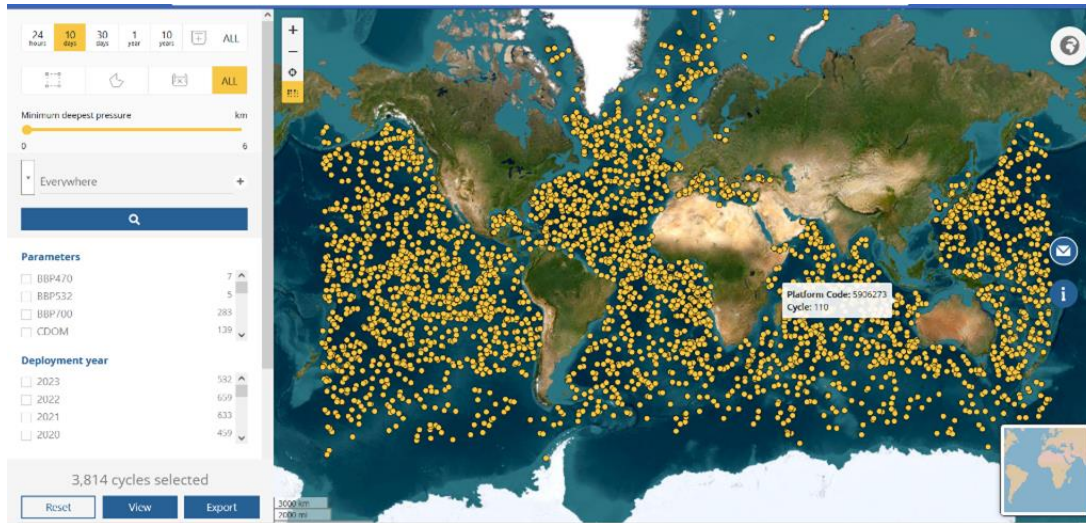 24 hours 10 days 30 days 1 year 10 years ALL
ALL
Minimum deepest pressure km
0 6
Everywhere +
Parameters
BBP470 7
BBP532 5
BBP700 283
CDOM 139
Deployment year
2023 532
2022 659
2021 633
2020 459
3,814 cycles selected
Reset View Export
+
−
Platform Code: 5906273
Cycle: 110
i
3000 km
2000 mi